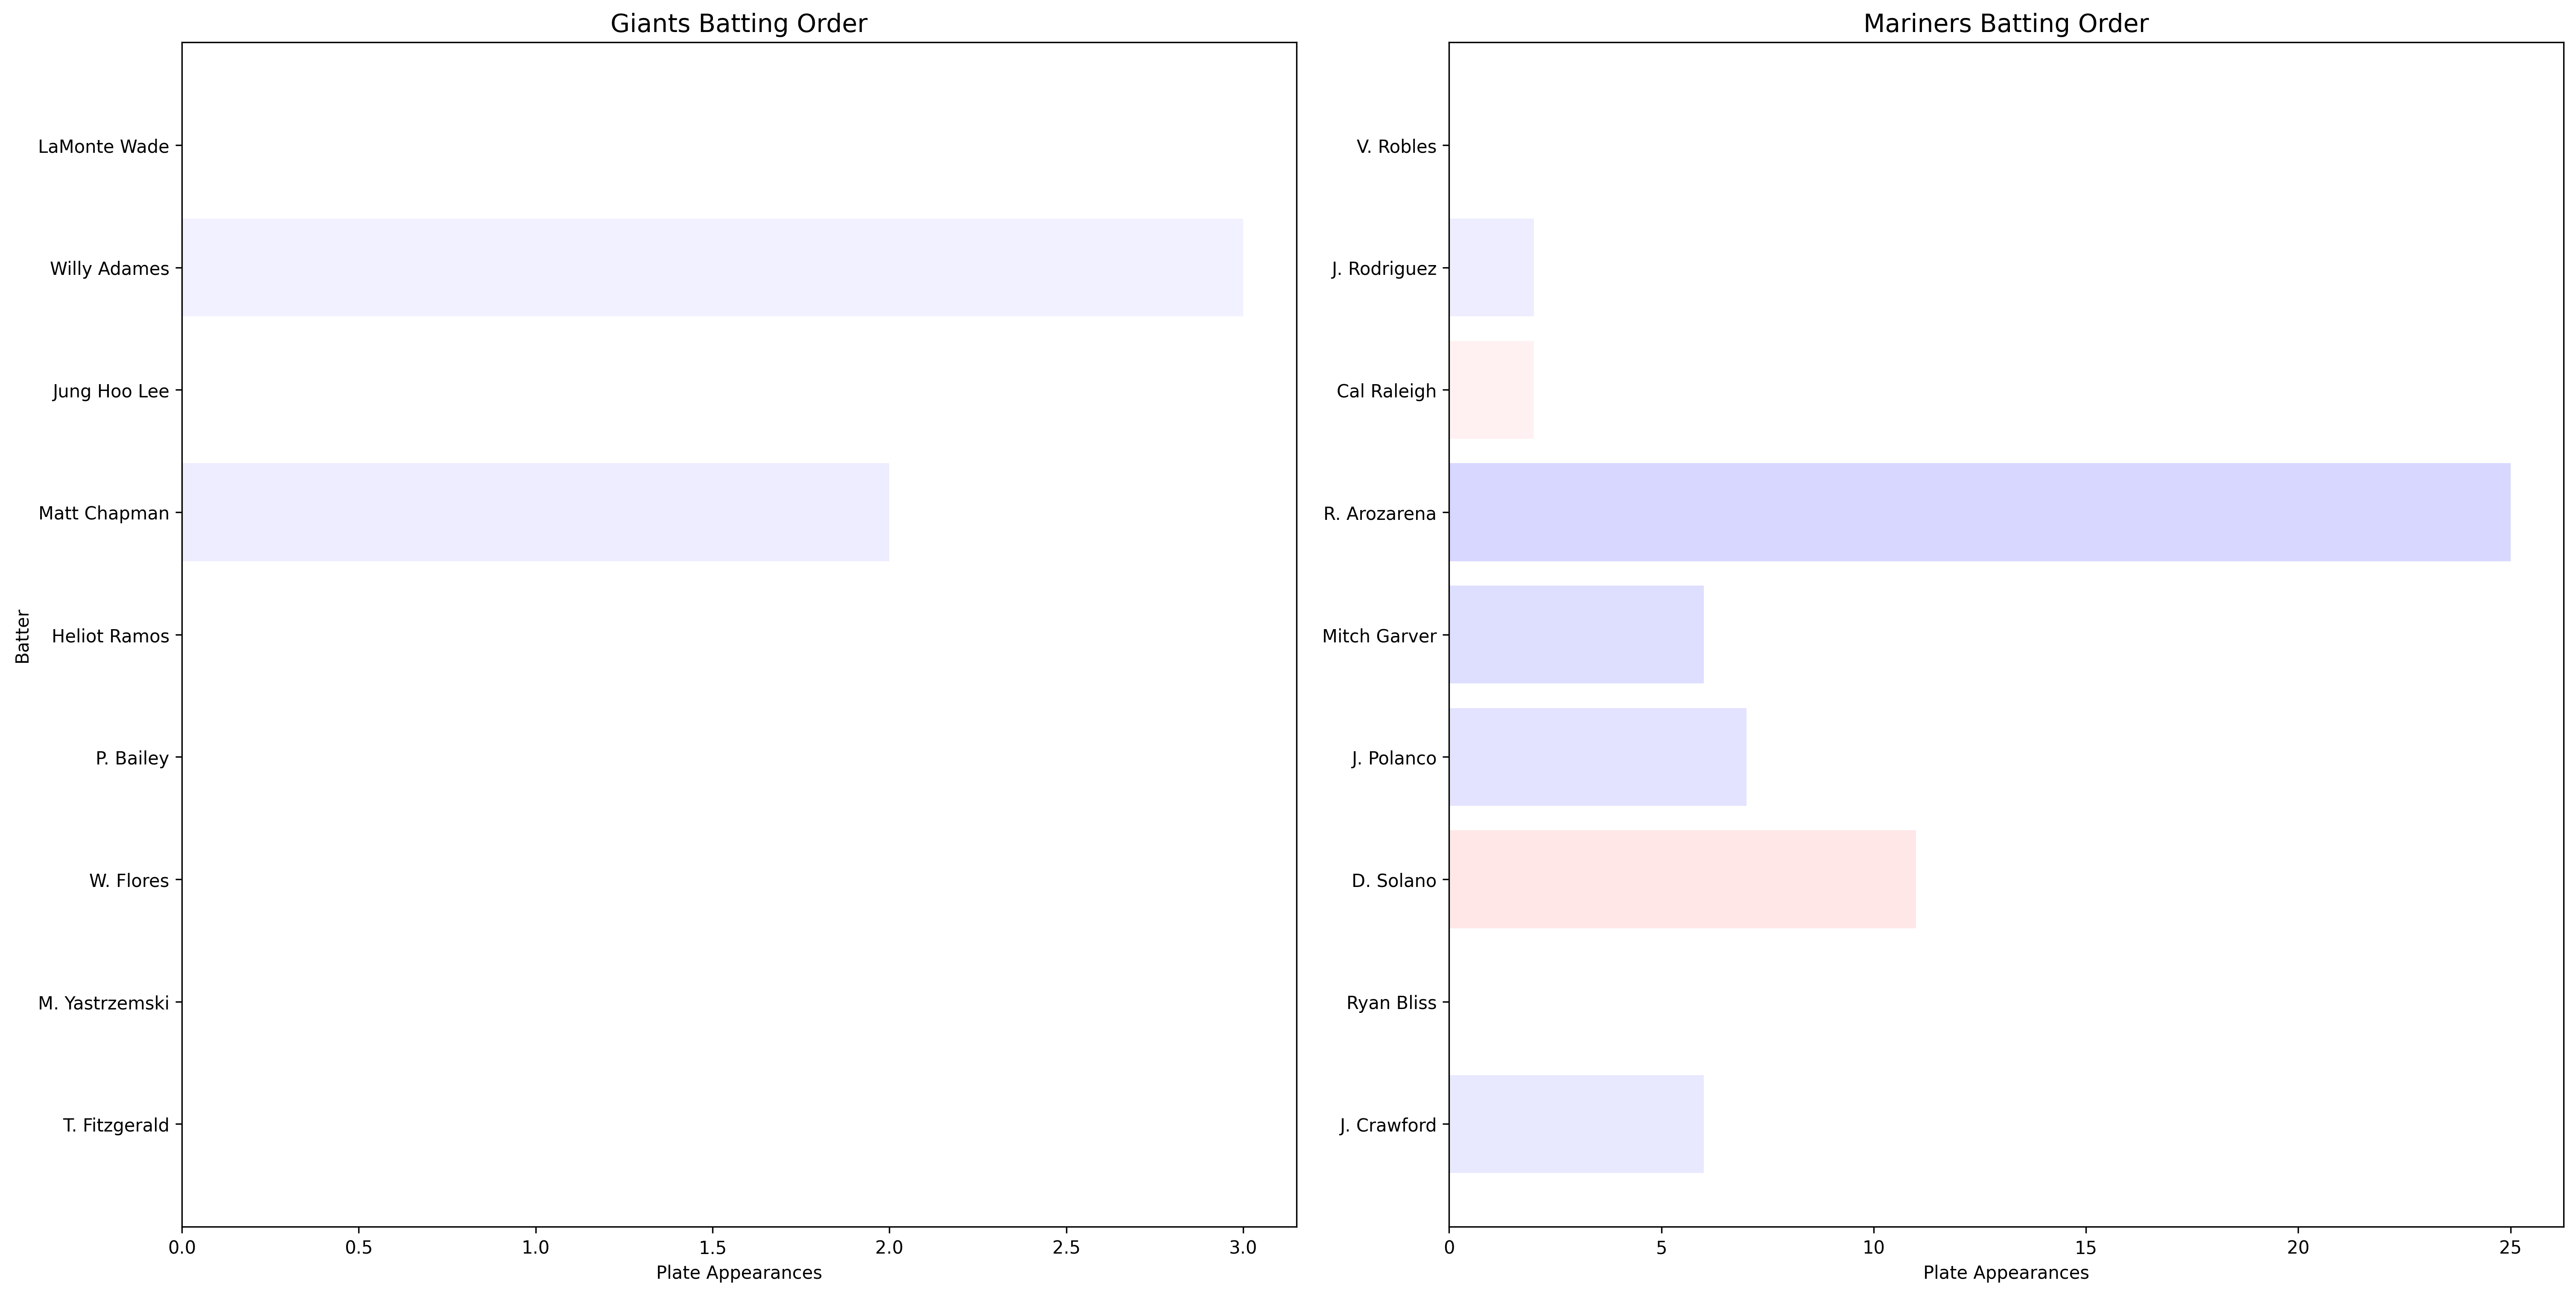 Giants Batting Order
Batter
LaMonte Wade
Willy Adames
Jung Hoo Lee
Matt Chapman
Heliot Ramos
P. Bailey
W. Flores
M. Yastrzemski
T. Fitzgerald
0.0 0.5 1.0 1.5 2.0 2.5 3.0
Plate Appearances
Mariners Batting Order
V. Robles
J. Rodriguez
Cal Raleigh
R. Arozarena
Mitch Garver
J. Polanco
D. Solano
Ryan Bliss
J. Crawford
0 5 10 15 20 25
Plate Appearances